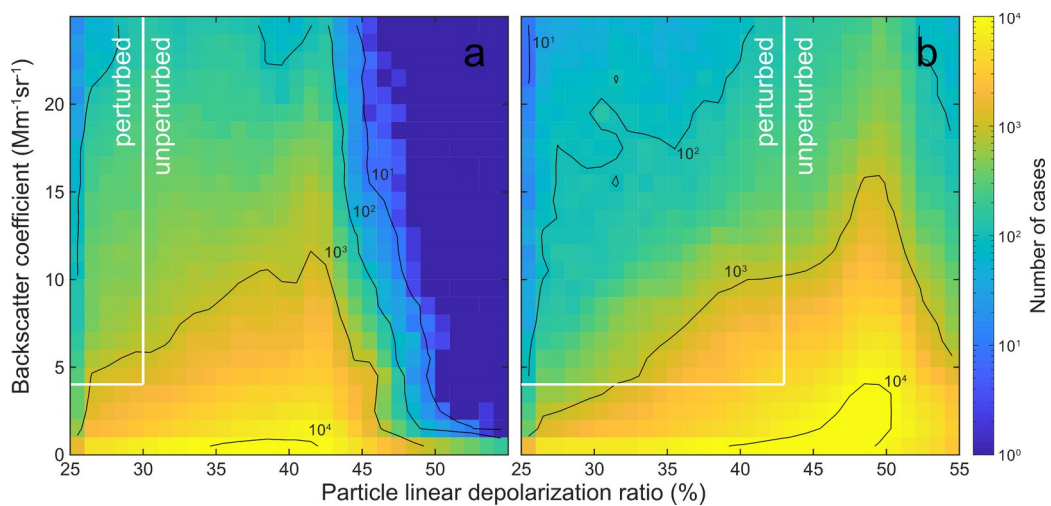 a
b
perturbed
unperturbed
perturbed
unperturbed
Backscatter coefficient (Mm⁻¹sr⁻¹)
20
15
10
5
0
10¹
10²
10³
10⁴
10¹
10²
10³
10⁴
25 30 35 40 45 50
25 30 35 40 45 50 55
Particle linear depolarization ratio (%)
10⁴
10³
10²
10¹
10⁰
Number of cases